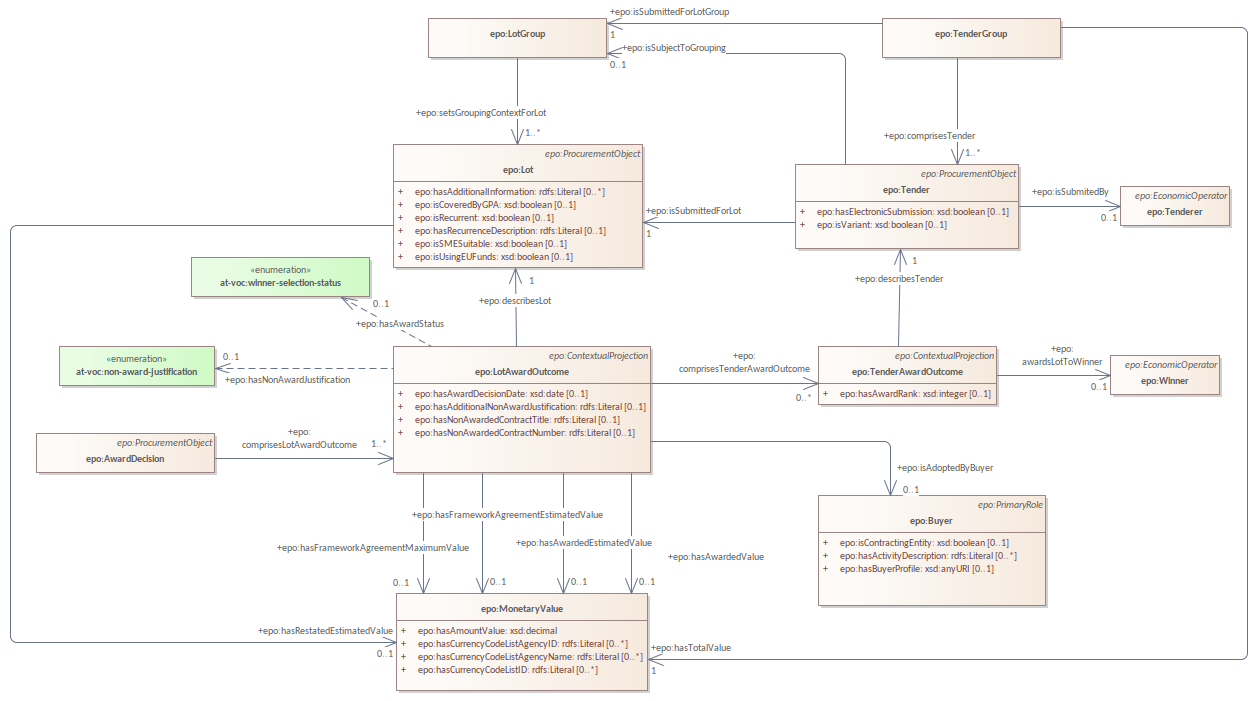 +epo:isSubmittedForLotGroup
epo:LotGroup
epo:TenderGroup
1
+epo:isSubjectToGrouping
0..1
+epo:setsGroupingContextForLot
1..*
+epo:comprisesTender
1..*
epo:ProcurementObject
epo:Lot
+ epo:hasAdditionalInformation: rdfs:Literal [0..*]
+ epo:isCoveredByGPA: xsd:boolean [0..1]
+ epo:isRecurrent: xsd:boolean [0..1]
+ epo:hasRecurrenceDescription: rdfs:Literal [0..1]
+ epo:isSMESuitable: xsd:boolean [0..1]
+ epo:isUsingEUFunds: xsd:boolean [0..1]
epo:ProcurementObject
epo:Tender
+ epo:hasElectronicSubmission: xsd:boolean [0..1]
+ epo:isVariant: xsd:boolean [0..1]
+epo:isSubmitedBy
0..1
epo:EconomicOperator
epo:Tenderer
+epo:isSubmittedForLot
1
«enumeration»
at-voc:winner-selection-status
0..1
+epo:hasAwardStatus
1
+epo:describesLot
1
+epo:describesTender
«enumeration»
at-voc:non-award-justification
0..1
+epo:hasNonAwardJustification
epo:ContextualProjection
epo:LotAwardOutcome
+ epo:hasAwardDecisionDate: xsd:date [0..1]
+ epo:hasAdditionalNonAwardJustification: rdfs:Literal [0..1]
+ epo:hasNonAwardedContractTitle: rdfs:Literal [0..1]
+ epo:hasNonAwardedContractNumber: rdfs:Literal [0..1]
+epo:
comprisesTenderAwardOutcome
0..*
epo:ContextualProjection
epo:TenderAwardOutcome
+ epo:hasAwardRank: xsd:integer [0..1]
+epo:
awardsLotToWinner
0..1
epo:EconomicOperator
epo:Winner
epo:ProcurementObject
epo:AwardDecision
+epo:
comprisesLotAwardOutcome
1..*
+epo:isAdoptedByBuyer
0..1
epo:PrimaryRole
epo:Buyer
+ epo:isContractingEntity: xsd:boolean [0..1]
+ epo:hasActivityDescription: rdfs:Literal [0..*]
+ epo:hasBuyerProfile: xsd:anyURI [0..1]
+epo:hasFrameworkAgreementEstimatedValue
+epo:hasFrameworkAgreementMaximumValue
+epo:hasAwardedEstimatedValue
+epo:hasAwardedValue
0..1
0..1
0..1
0..1
epo:MonetaryValue
+ epo:hasAmountValue: xsd:decimal
+ epo:hasCurrencyCodeListAgencyID: rdfs:Literal [0..*]
+ epo:hasCurrencyCodeListAgencyName: rdfs:Literal [0..*]
+ epo:hasCurrencyCodeListID: rdfs:Literal [0..*]
+epo:hasRestatedEstimatedValue
0..1
+epo:hasTotalValue
1